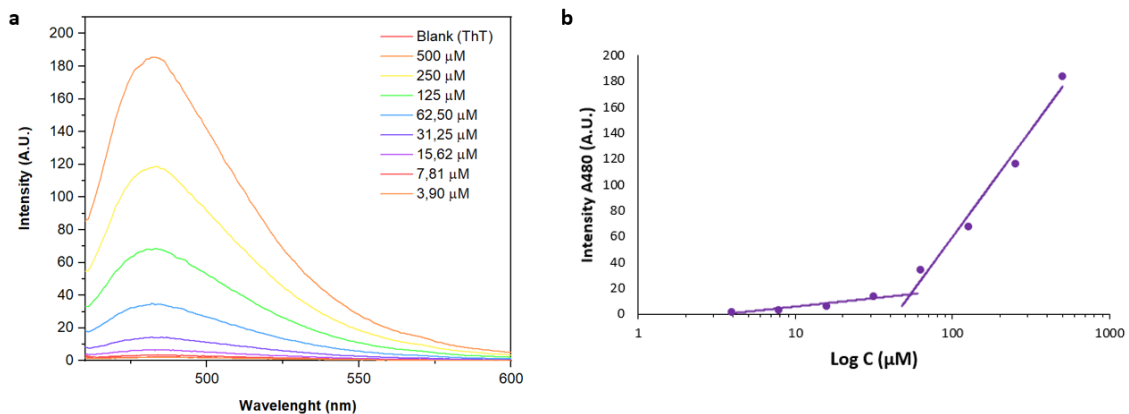 a
200
180
160
140
120
100
80
60
40
20
0
Intensity (A.U.)
500
550
600
Wavelenght (nm)
Blank (ThT)
500 µM
250 µM
125 µM
62,50 µM
31,25 µM
15,62 µM
7,81 µM
3,90 µM
b
200
180
160
140
120
100
80
60
40
20
0
Intensity A480 (A.U.)
1
10
100
1000
Log C (µM)